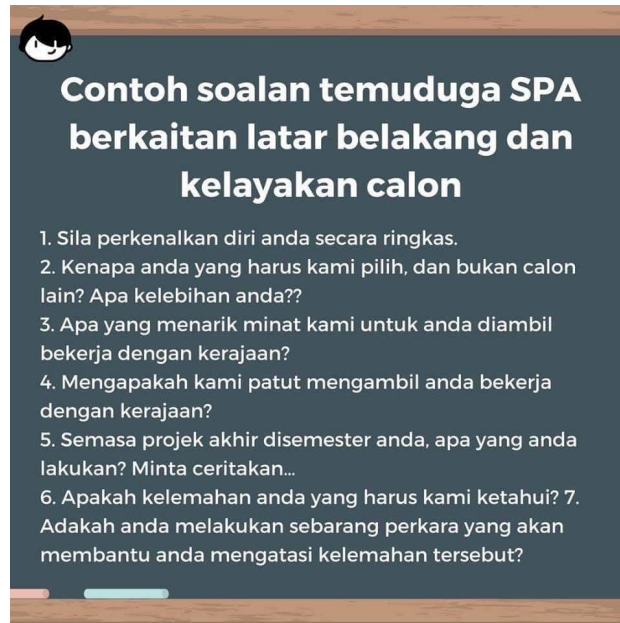 Contoh soalan temuduga SPA
berkaitan latar belakang dan
kelayakan calon
1. Sila perkenalkan diri anda secara ringkas.
2. Kenapa anda yang harus kami pilih, dan bukan calon
lain? Apa kelebihan anda??
3. Apa yang menarik minat kami untuk anda diambil
bekerja dengan kerajaan?
4. Mengapakah kami patut mengambil anda bekerja
dengan kerajaan?
5. Semasa projek akhir disemester anda, apa yang anda
lakukan? Minta ceritakan...
6. Apakah kelemahan anda yang harus kami ketahui? 7.
Adakah anda melakukan sebarang perkara yang akan
membantu anda mengatasi kelemahan tersebut?